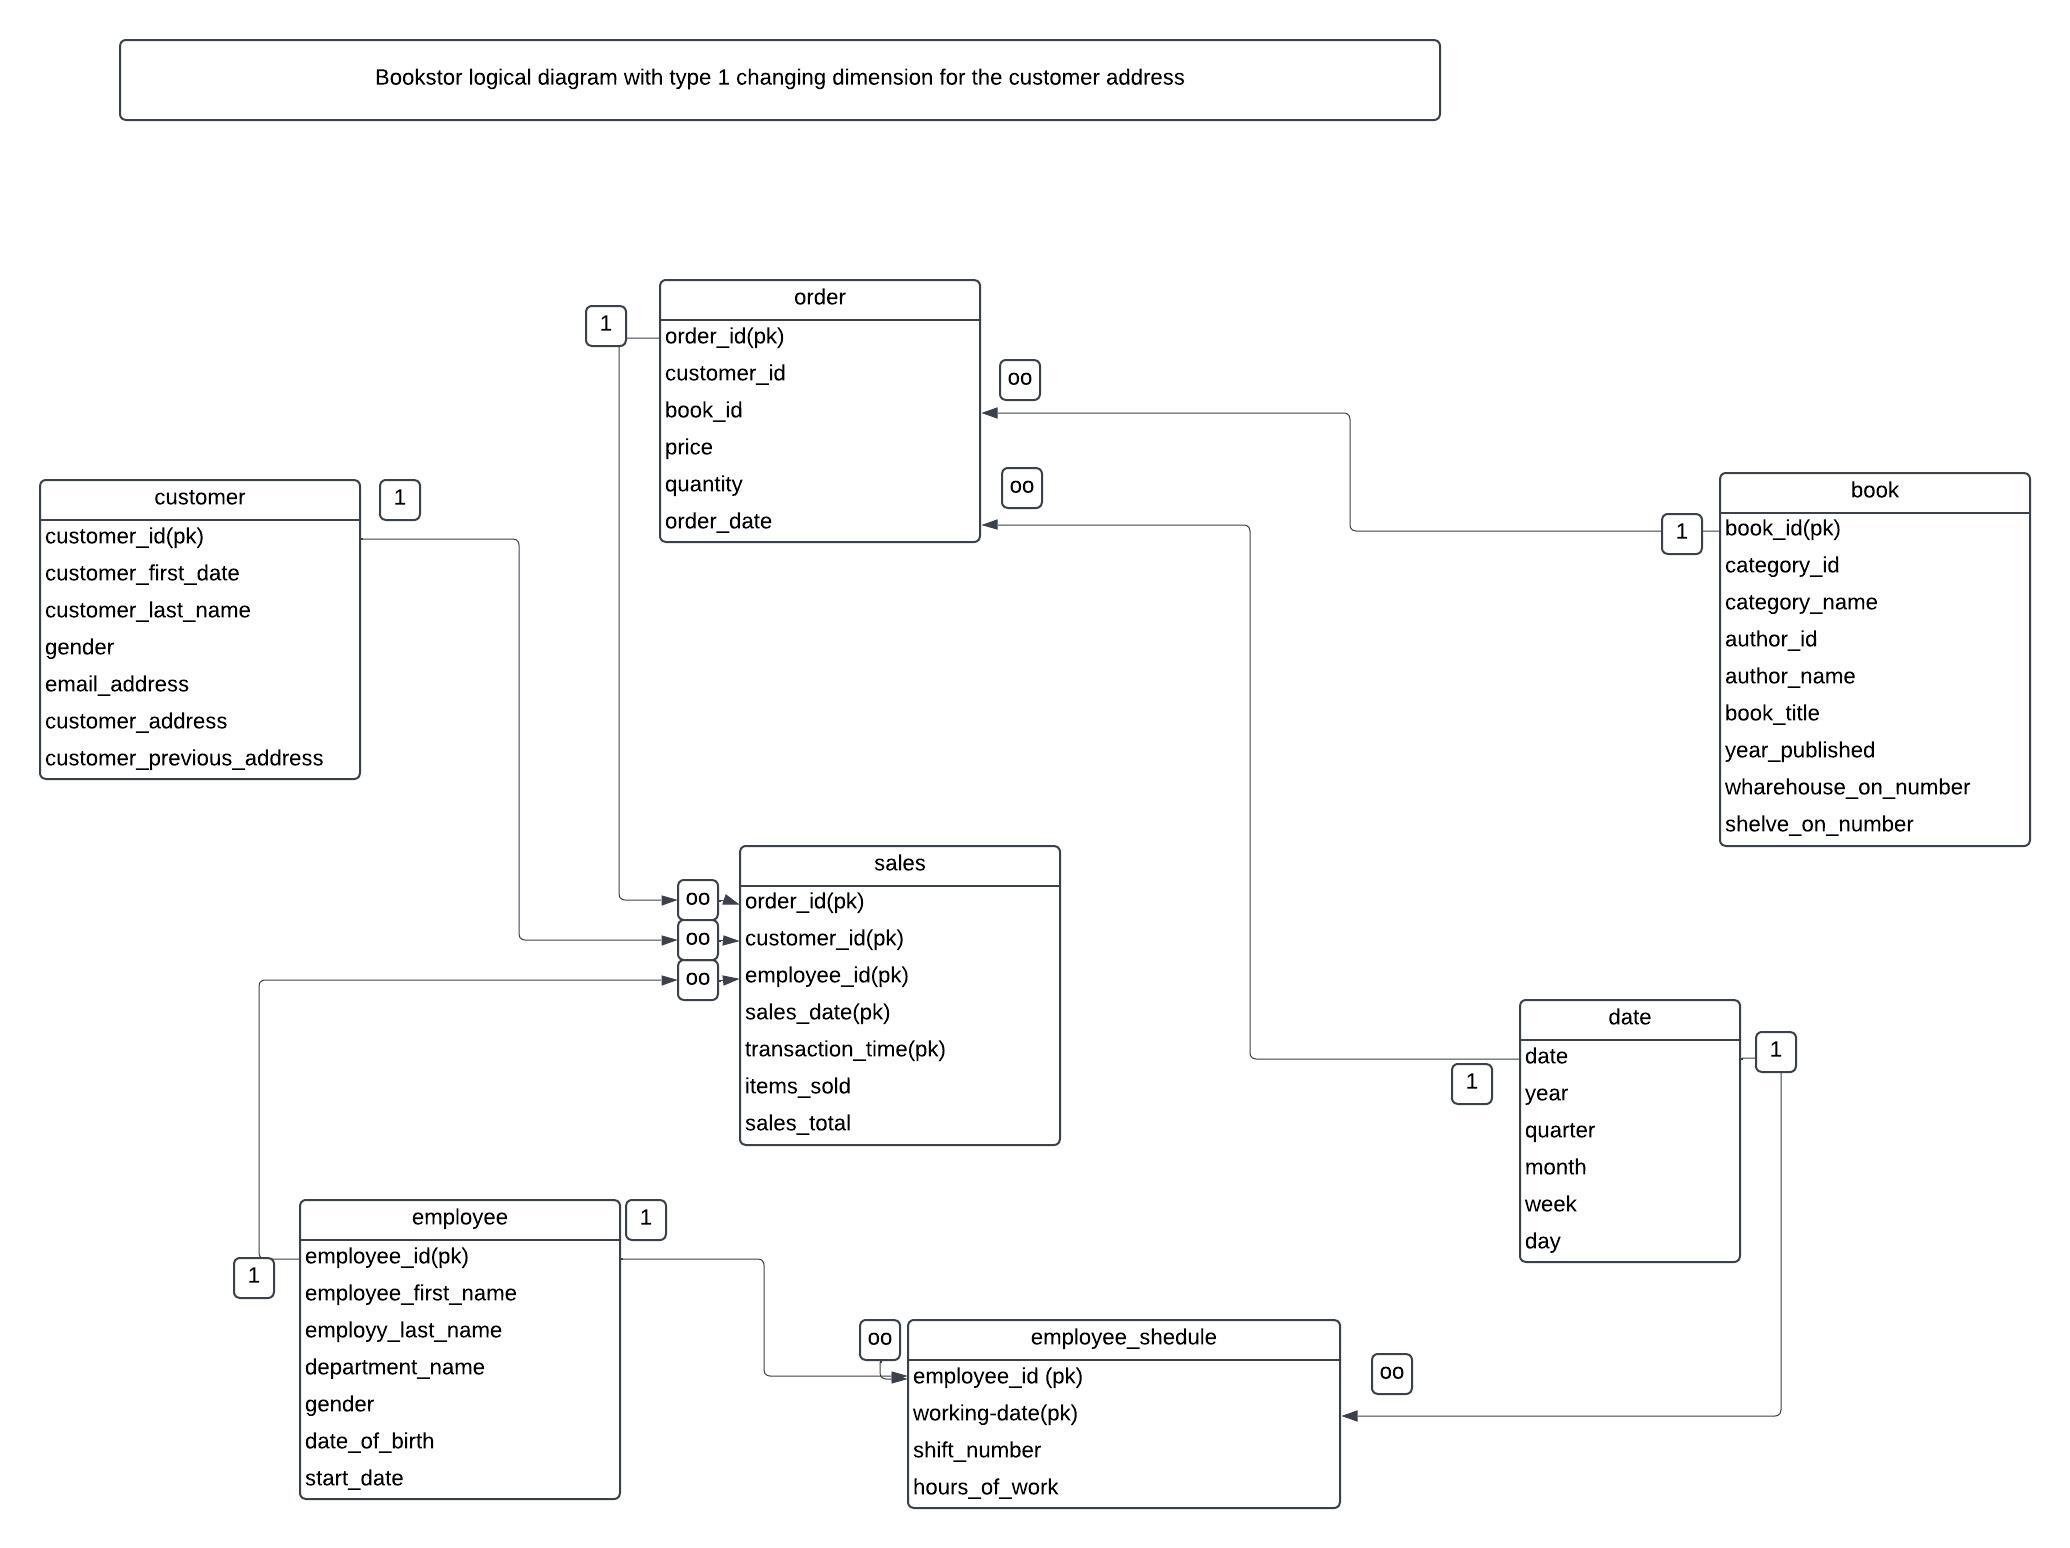 Bookstor logical diagram with type 1 changing dimension for the customer address
order
1
order_id(pk)
customer_id
oo
book_id
price
quantity
oo
order_date
customer
1
customer_id(pk)
customer_first_date
customer_last_name
gender
email_address
customer_address
customer_previous_address
book
1
book_id(pk)
category_id
category_name
author_id
author_name
book_title
year_published
wharehouse_on_number
shelve_on_number
sales
oo
order_id(pk)
oo
customer_id(pk)
oo
employee_id(pk)
sales_date(pk)
transaction_time(pk)
items_sold
sales_total
date
1
1
date
year
quarter
month
week
day
employee
1
1
employee_id(pk)
employee_first_name
employy_last_name
department_name
gender
date_of_birth
start_date
oo
employee_shedule
oo
employee_id (pk)
working-date(pk)
shift_number
hours_of_work